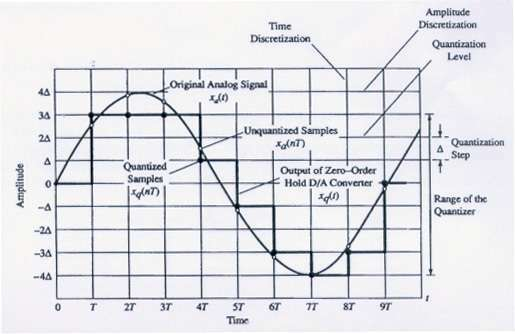 Time
Discretization
Amplitude
Discretization
Quantization
Level
Original Analog Signal
xₐ(t)
Unquantized Samples
xₐ(nT)
Quantized
Samples
x_q(nT)
Output of Zero–Order
Hold D/A Converter
x_q(t)
Δ
Quantization
Step
Range of the
Quantizer
Amplitude
4Δ
3Δ
2Δ
Δ
0
−Δ
−2Δ
−3Δ
−4Δ
0 T 2T 3T 4T 5T 6T 7T 8T 9T
t
Time